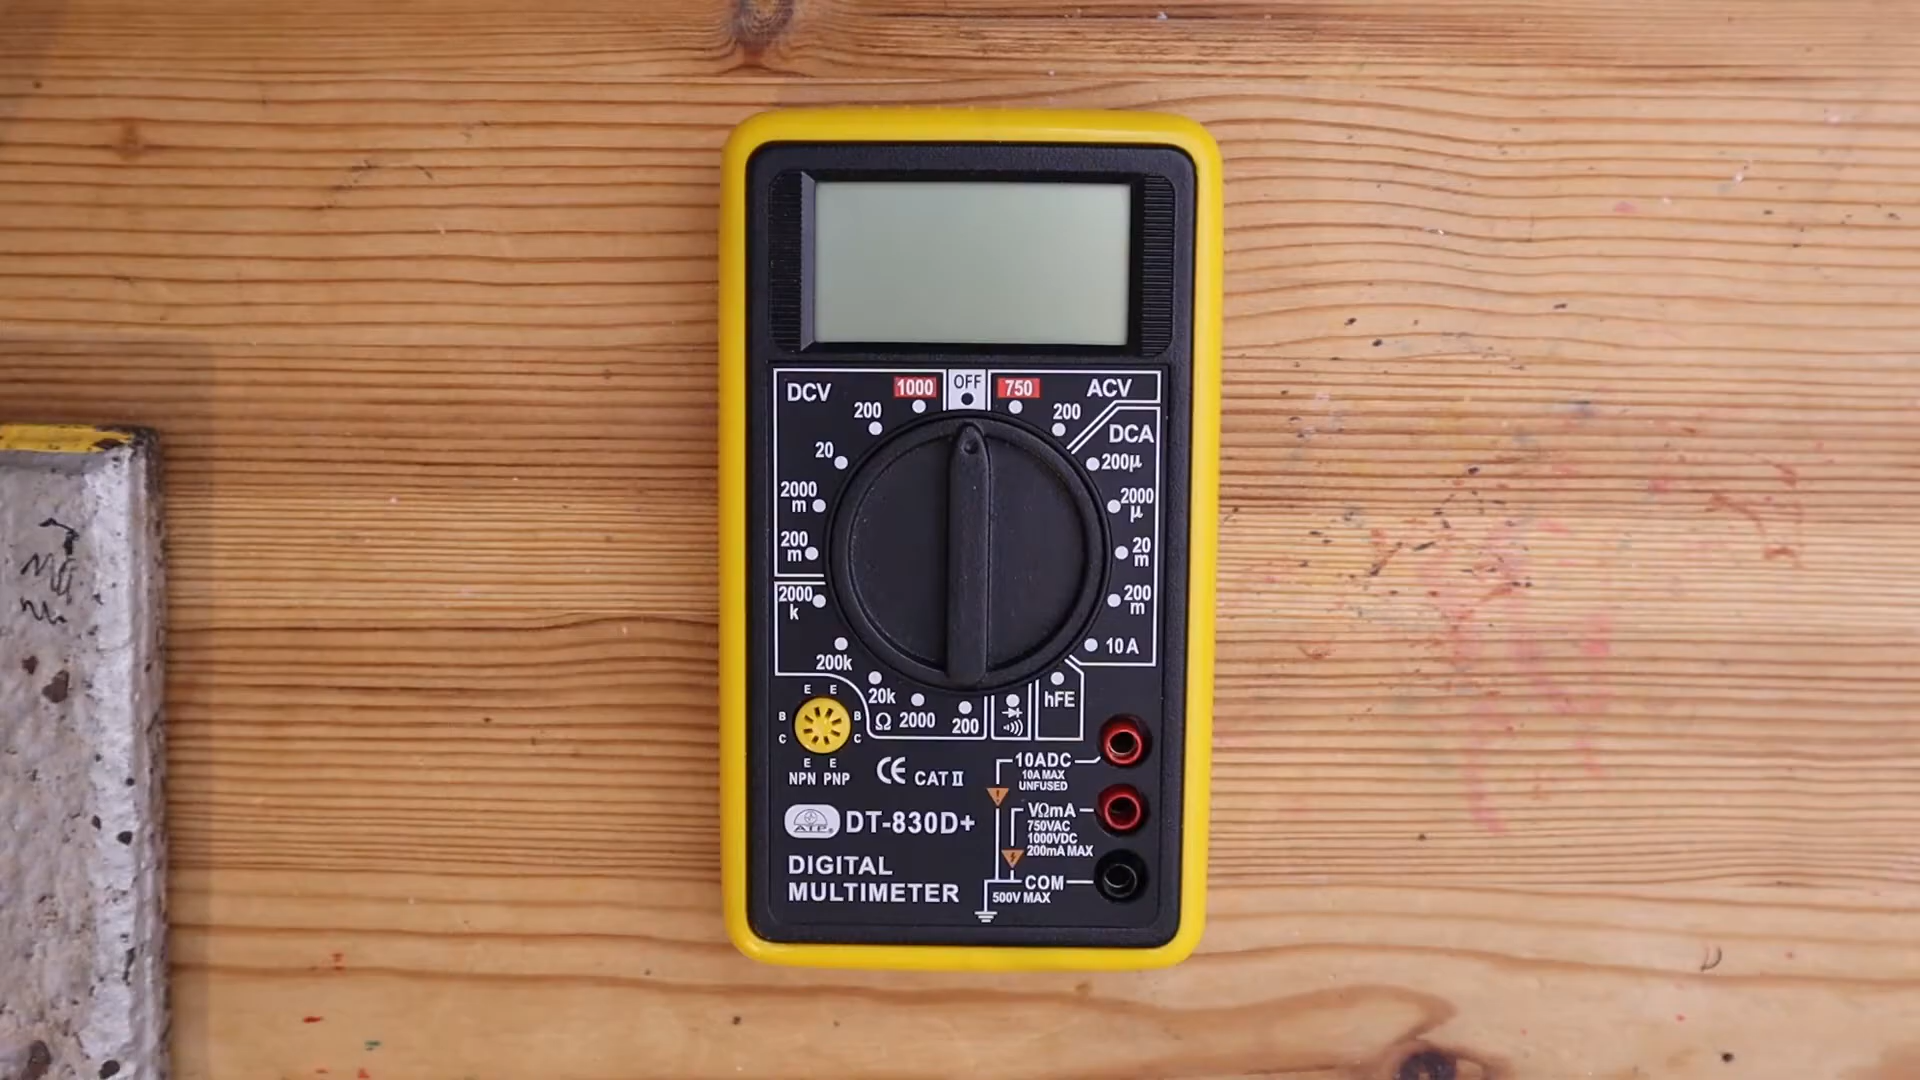 DCV
1000
OFF
750
ACV
200
200
DCA
20
200µ
2000
m
2000
µ
200
m
20
m
2000
k
200
m
200k
10 A
20k
Ω
2000
200
hFE
E E
B B
C C
E E
NPN PNP
CE CAT II
10ADC
10A MAX
UNFUSED
VΩmA
750VAC
1000VDC
200mA MAX
ATP®
DT-830D+
DIGITAL
MULTIMETER
COM
500V MAX